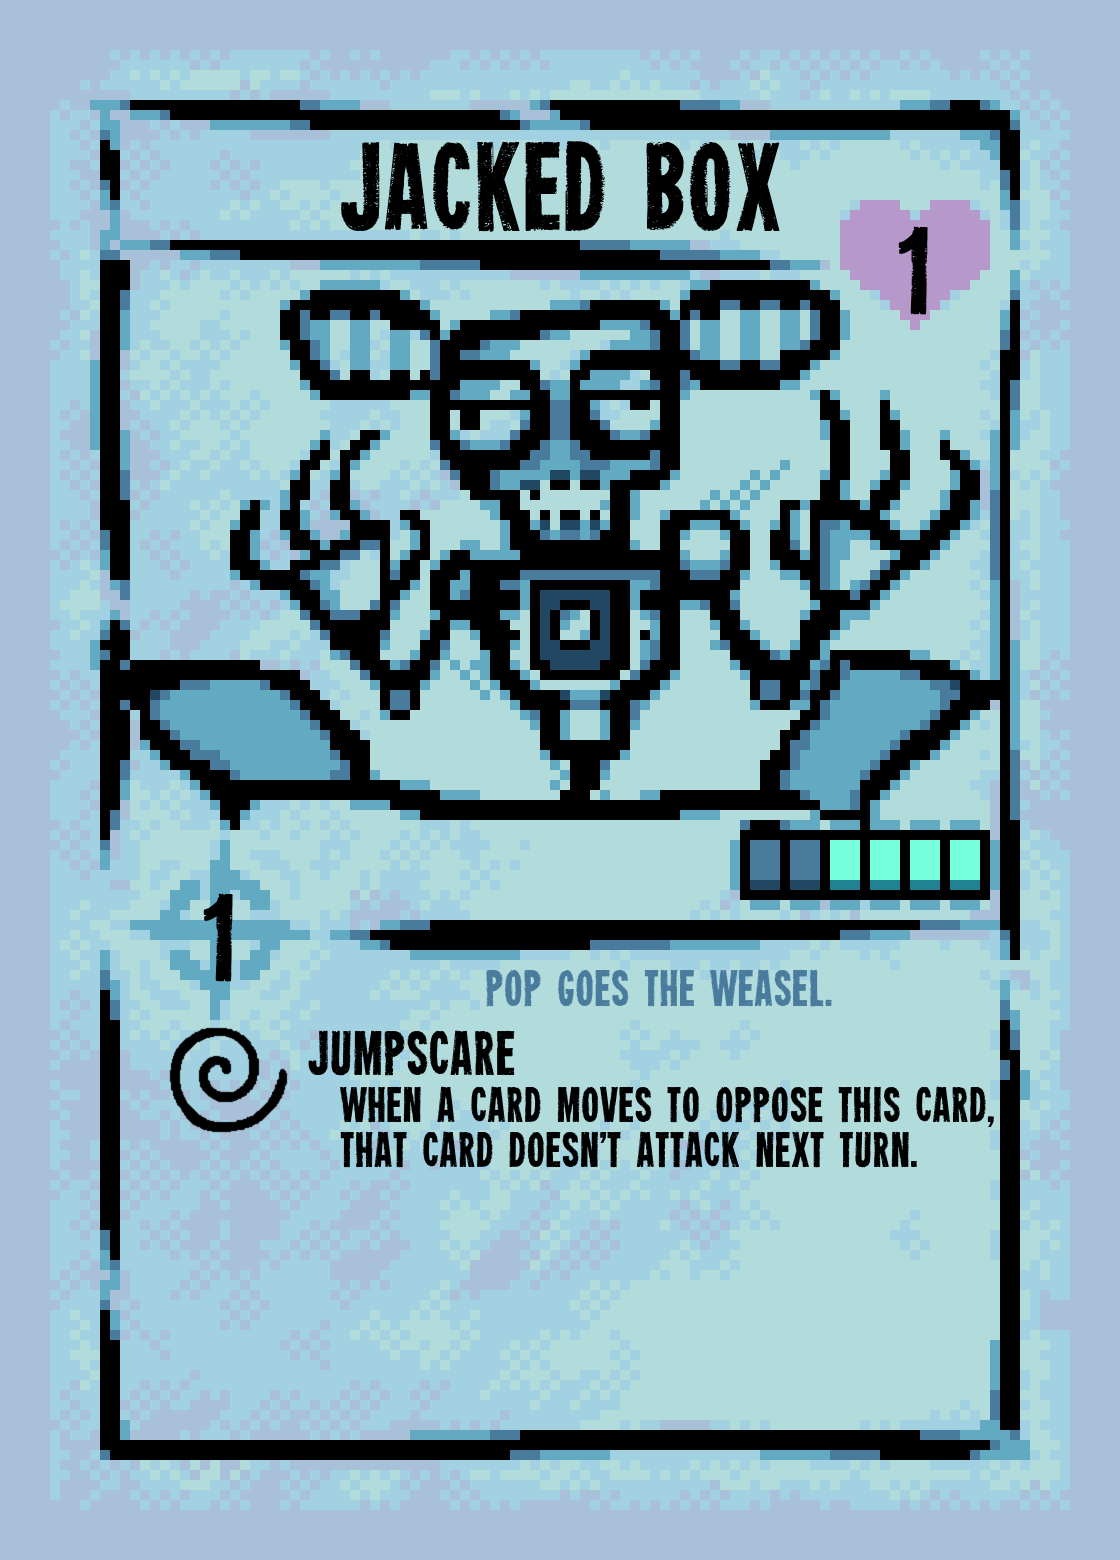 JACKED BOX
1
1
POP GOES THE WEASEL.
JUMPSCARE
WHEN A CARD MOVES TO OPPOSE THIS CARD,
THAT CARD DOESN'T ATTACK NEXT TURN.